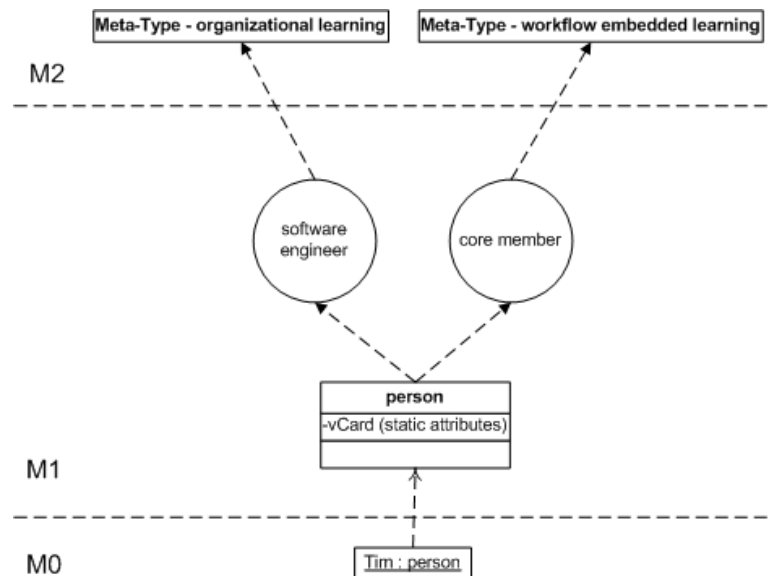 Meta-Type - organizational learning
Meta-Type - workflow embedded learning
M2
software
engineer
core member
person
-vCard (static attributes)
M1
M0
Tim : person